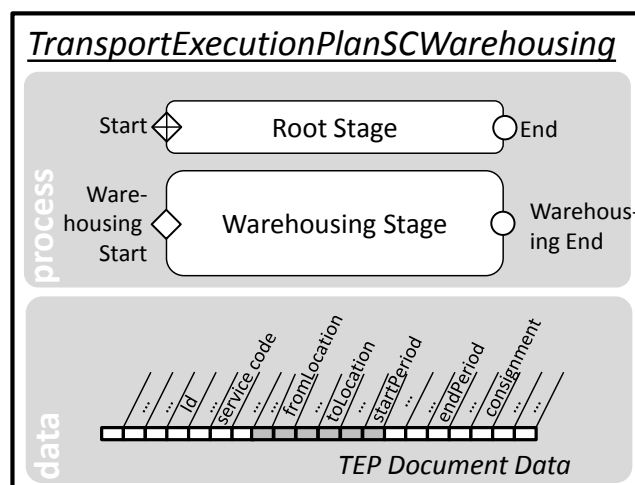 TransportExecutionPlanSCWarehousing
Start
Root Stage
End
Ware-
housing
Start
Warehousing Stage
Warehous-
ing End
process
...
...
Id
...
service code
...
...
fromLocation
...
toLocation
...
startPeriod
...
...
endPeriod
...
consignment
...
...
data
TEP Document Data